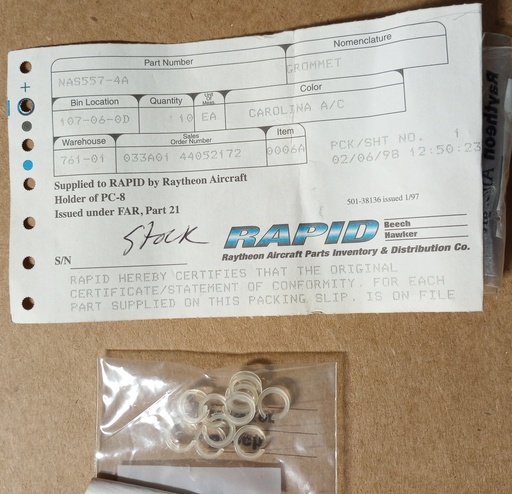 Part Number
Nomenclature
NAS557-4A
GROMMET
Bin Location
Quantity
Unit Of Meas.
Color
107-06-0D
10
EA
CAROLINA A/C
Warehouse
Sales Order Number
Item
761-01
033A01 44052172
0006A
PCK/SHT NO. 1
02/06/98 12:50:23
Supplied to RAPID by Raytheon Aircraft
Holder of PC-8
Issued under FAR, Part 21
501-38136 issued 1/97
S/N
Stock
RAPID
Beech
Hawker
Raytheon Aircraft Parts Inventory & Distribution Co.
RAPID HEREBY CERTIFIES THAT THE ORIGINAL
CERTIFICATE/STATEMENT OF CONFORMITY, FOR EACH
PART SUPPLIED ON THIS PACKING SLIP, IS ON FILE
Raytheon